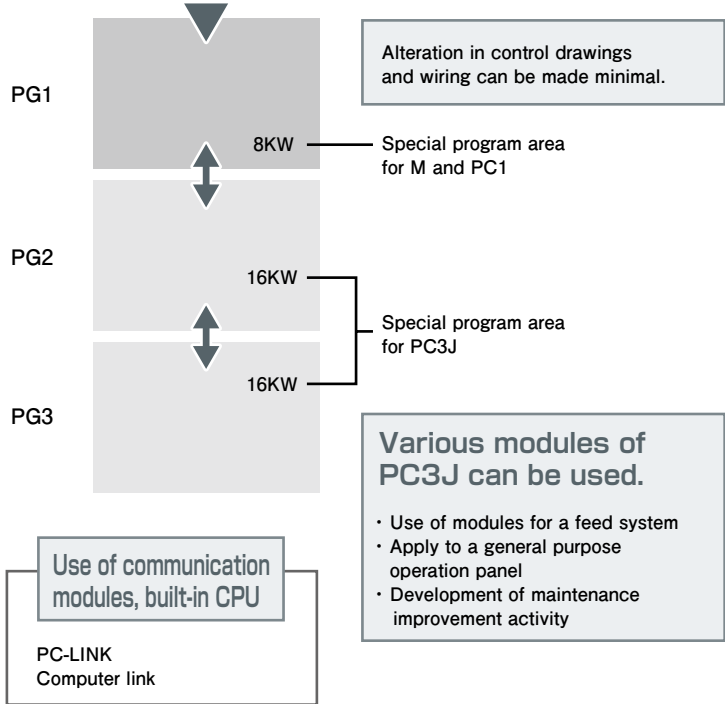 PG1
Alteration in control drawings
and wiring can be made minimal.
8KW
Special program area
for M and PC1
PG2
16KW
Special program area
for PC3J
16KW
PG3
Various modules of
PC3J can be used.
・Use of modules for a feed system
・Apply to a general purpose
operation panel
・Development of maintenance
improvement activity
Use of communication
modules, built-in CPU
PC-LINK
Computer link